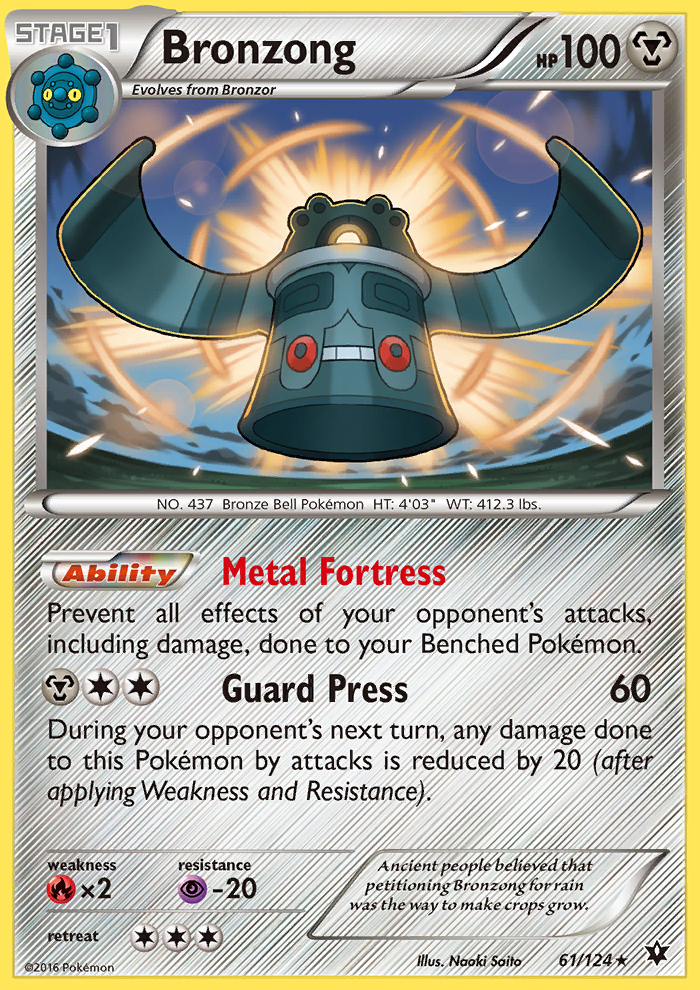 STAGE1
Bronzong
HP100
Evolves from Bronzor
NO. 437 Bronze Bell Pokémon HT: 4'03" WT: 412.3 lbs.
Ability Metal Fortress
Prevent all effects of your opponent's attacks,
including damage, done to your Benched Pokémon.
Guard Press 60
During your opponent's next turn, any damage done
to this Pokémon by attacks is reduced by 20 (after
applying Weakness and Resistance).
weakness resistance
×2 -20
retreat
Ancient people believed that
petitioning Bronzong for rain
was the way to make crops grow.
Illus. Naoki Saito 61/124★
©2016 Pokémon